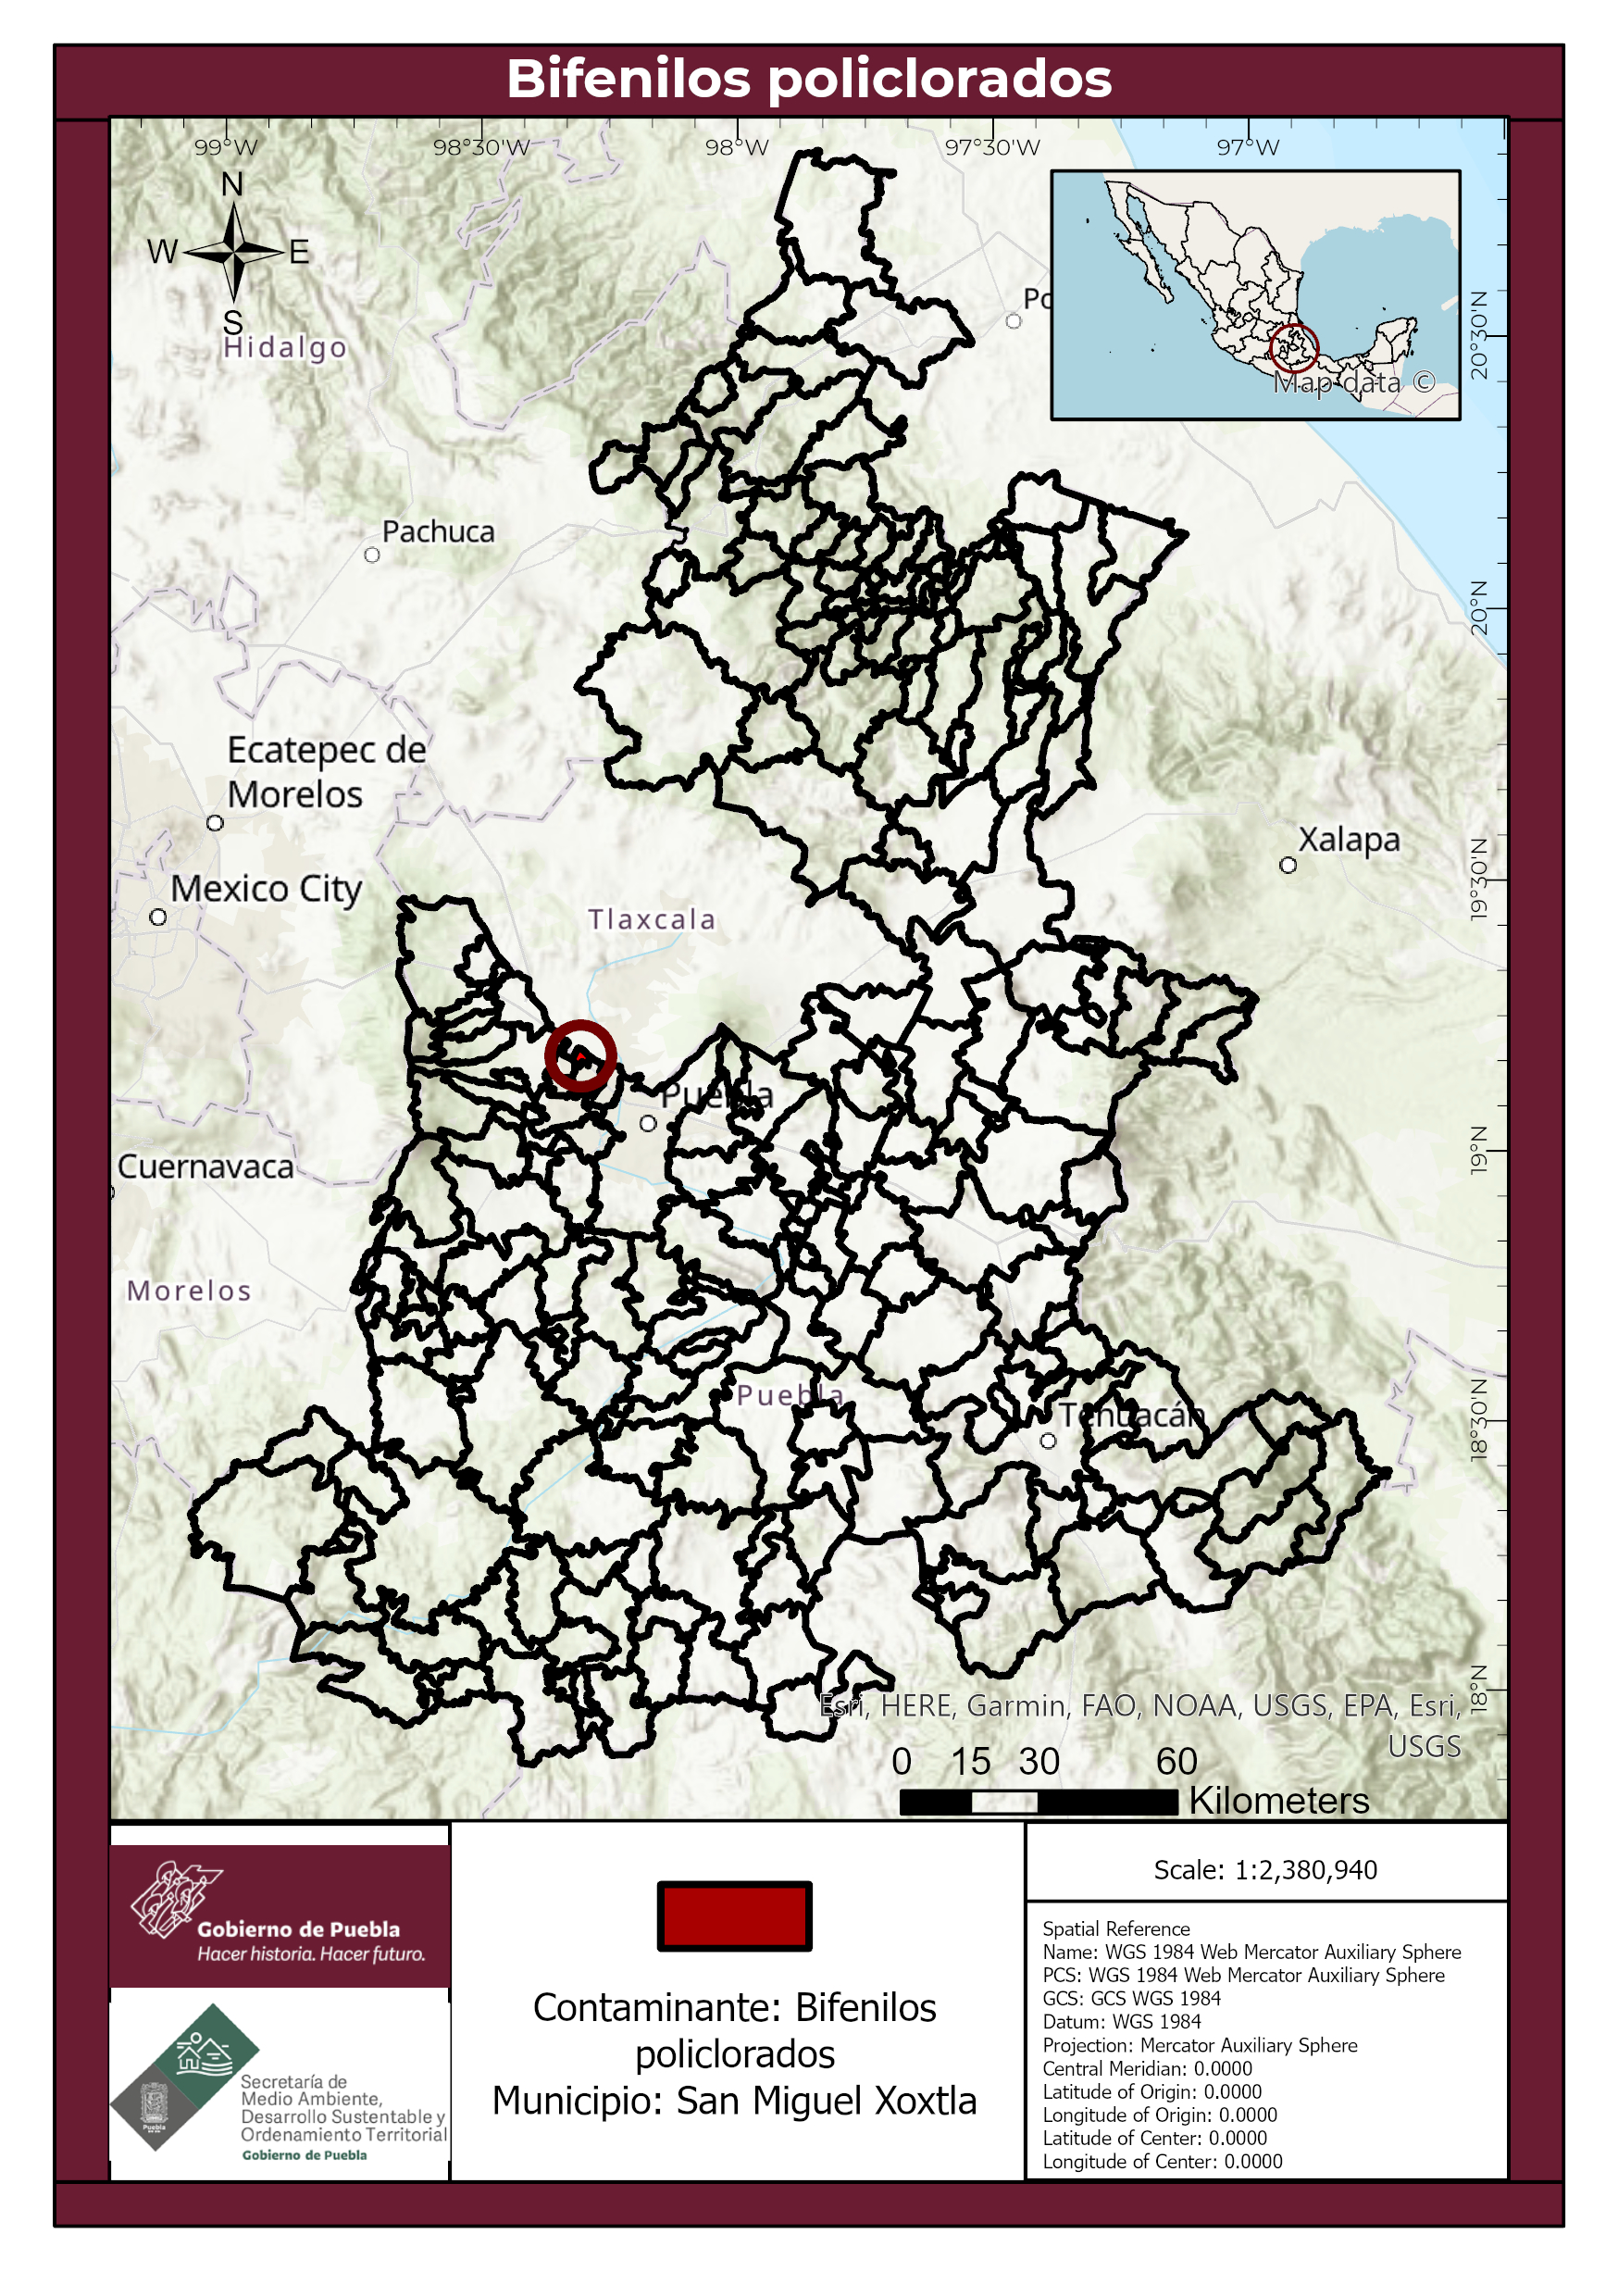 Bifenilos policlorados
99°W
98°30'W
98°W
97°30'W
97°W
N
W
E
S
Hidalgo
Po
Map data ©
20°30'N
Pachuca
20°N
Ecatepec de
Morelos
Mexico City
Xalapa
19°30'N
Tlaxcala
Puebla
Cuernavaca
19°N
Morelos
Puebla
Tehuacán
18°30'N
18°N
Esri, HERE, Garmin, FAO, NOAA, USGS, EPA, Esri,
USGS
0 15 30 60
Kilometers
Gobierno de Puebla
Hacer historia. Hacer futuro.
Secretaría de
Medio Ambiente,
Desarrollo Sustentable y
Ordenamiento Territorial
Gobierno de Puebla
Puebla
Contaminante: Bifenilos
policlorados
Municipio: San Miguel Xoxtla
Scale: 1:2,380,940
Spatial Reference
Name: WGS 1984 Web Mercator Auxiliary Sphere
PCS: WGS 1984 Web Mercator Auxiliary Sphere
GCS: GCS WGS 1984
Datum: WGS 1984
Projection: Mercator Auxiliary Sphere
Central Meridian: 0.0000
Latitude of Origin: 0.0000
Longitude of Origin: 0.0000
Latitude of Center: 0.0000
Longitude of Center: 0.0000